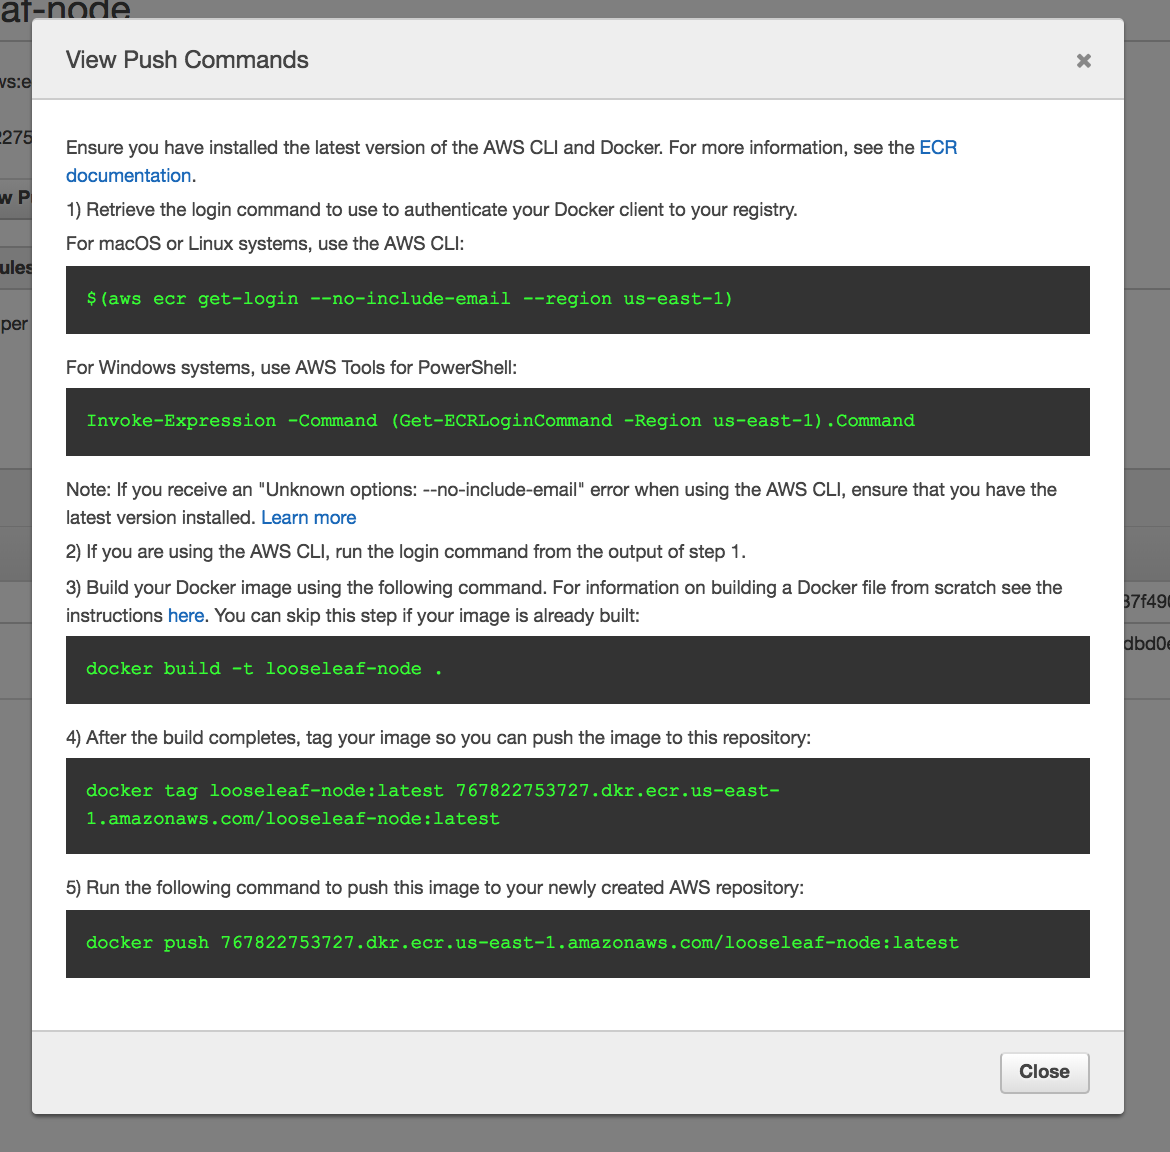 af-node
View Push Commands
Ensure you have installed the latest version of the AWS CLI and Docker. For more information, see the ECR
documentation.
1) Retrieve the login command to use to authenticate your Docker client to your registry.
For macOS or Linux systems, use the AWS CLI:
$(aws ecr get-login --no-include-email --region us-east-1)
For Windows systems, use AWS Tools for PowerShell:
Invoke-Expression -Command (Get-ECRLoginCommand -Region us-east-1).Command
Note: If you receive an "Unknown options: --no-include-email" error when using the AWS CLI, ensure that you have the
latest version installed. Learn more
2) If you are using the AWS CLI, run the login command from the output of step 1.
3) Build your Docker image using the following command. For information on building a Docker file from scratch see the
instructions here. You can skip this step if your image is already built:
docker build -t looseleaf-node .
4) After the build completes, tag your image so you can push the image to this repository:
docker tag looseleaf-node:latest 767822753727.dkr.ecr.us-east-
1.amazonaws.com/looseleaf-node:latest
5) Run the following command to push this image to your newly created AWS repository:
docker push 767822753727.dkr.ecr.us-east-1.amazonaws.com/looseleaf-node:latest
Close
ws:e
2275
w P
ules
per
37f49
dbd0